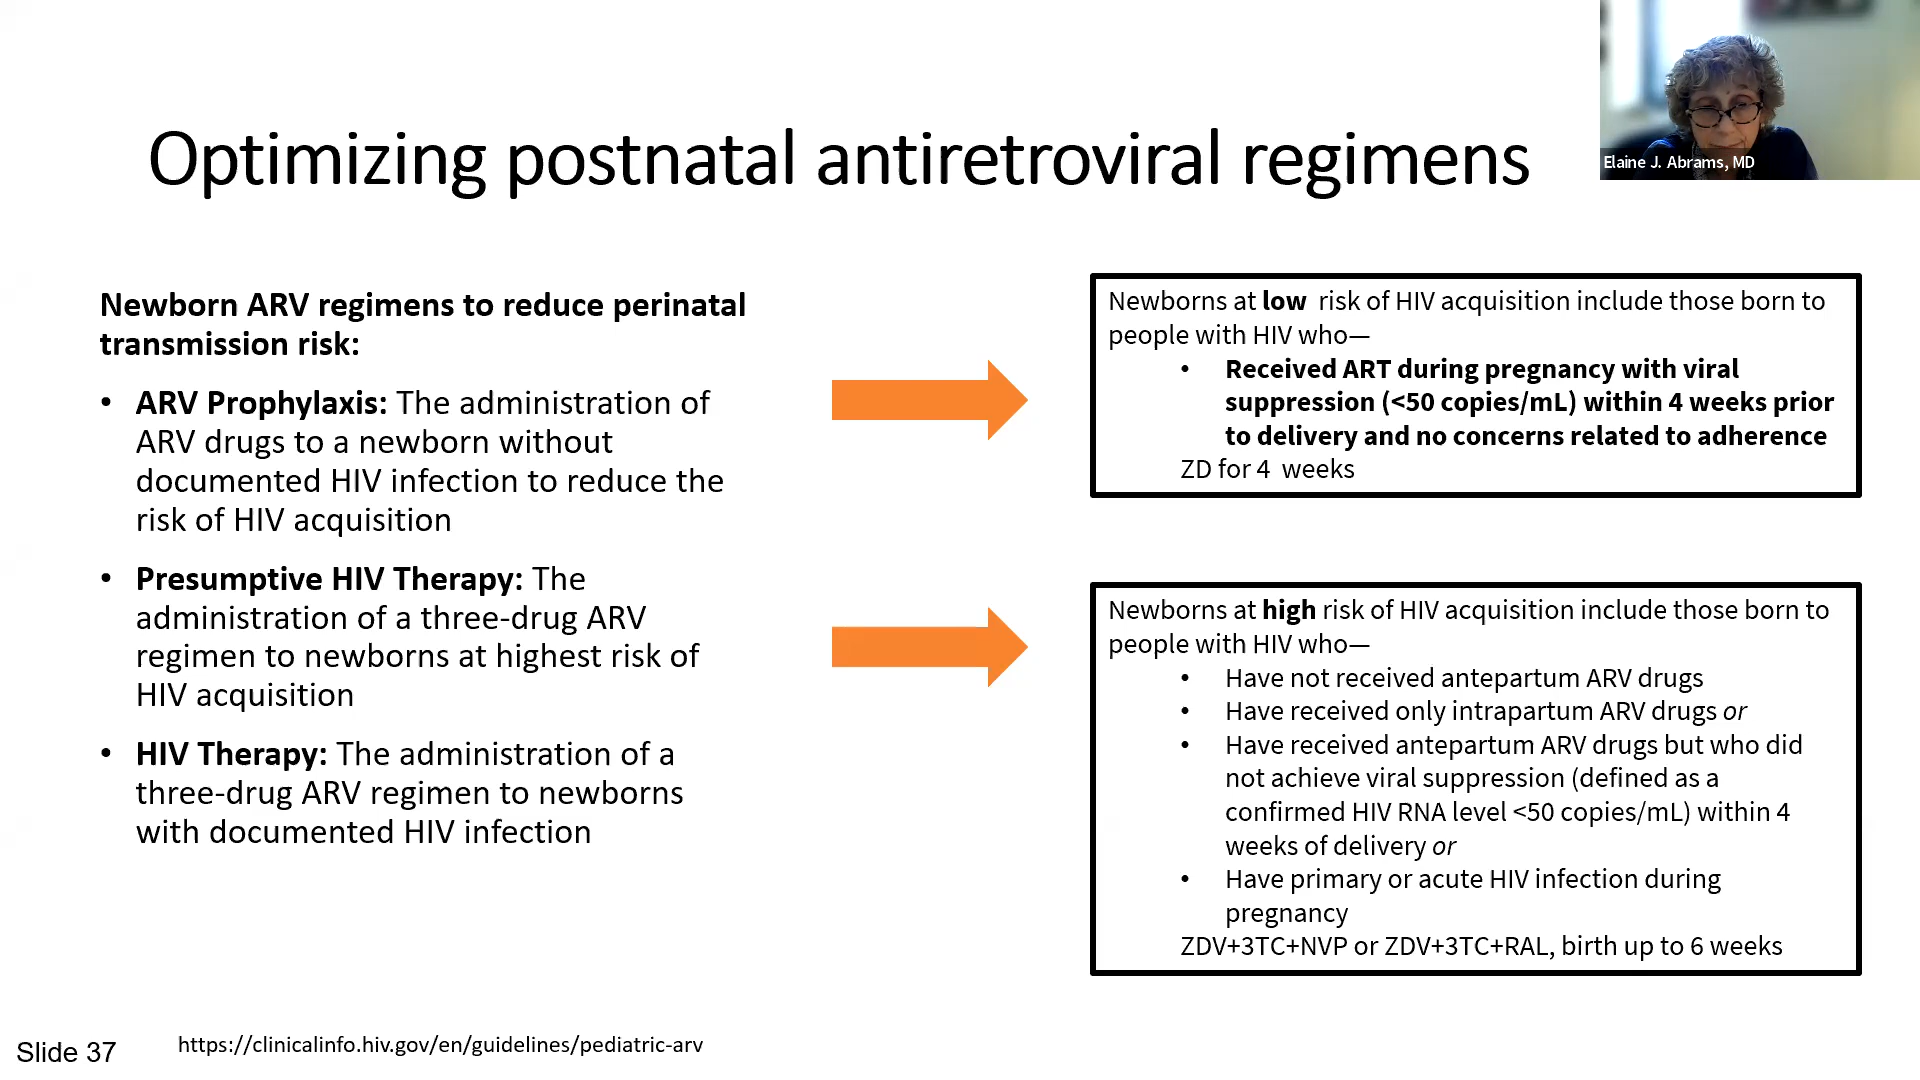 Optimizing postnatal antiretroviral regimens
Elaine J. Abrams, MD
Newborn ARV regimens to reduce perinatal
transmission risk:
• ARV Prophylaxis: The administration of
ARV drugs to a newborn without
documented HIV infection to reduce the
risk of HIV acquisition
• Presumptive HIV Therapy: The
administration of a three-drug ARV
regimen to newborns at highest risk of
HIV acquisition
• HIV Therapy: The administration of a
three-drug ARV regimen to newborns
with documented HIV infection
Newborns at low risk of HIV acquisition include those born to
people with HIV who—
• Received ART during pregnancy with viral
suppression (<50 copies/mL) within 4 weeks prior
to delivery and no concerns related to adherence
ZD for 4 weeks
Newborns at high risk of HIV acquisition include those born to
people with HIV who—
• Have not received antepartum ARV drugs
• Have received only intrapartum ARV drugs or
• Have received antepartum ARV drugs but who did
not achieve viral suppression (defined as a
confirmed HIV RNA level <50 copies/mL) within 4
weeks of delivery or
• Have primary or acute HIV infection during
pregnancy
ZDV+3TC+NVP or ZDV+3TC+RAL, birth up to 6 weeks
Slide 37
https://clinicalinfo.hiv.gov/en/guidelines/pediatric-arv